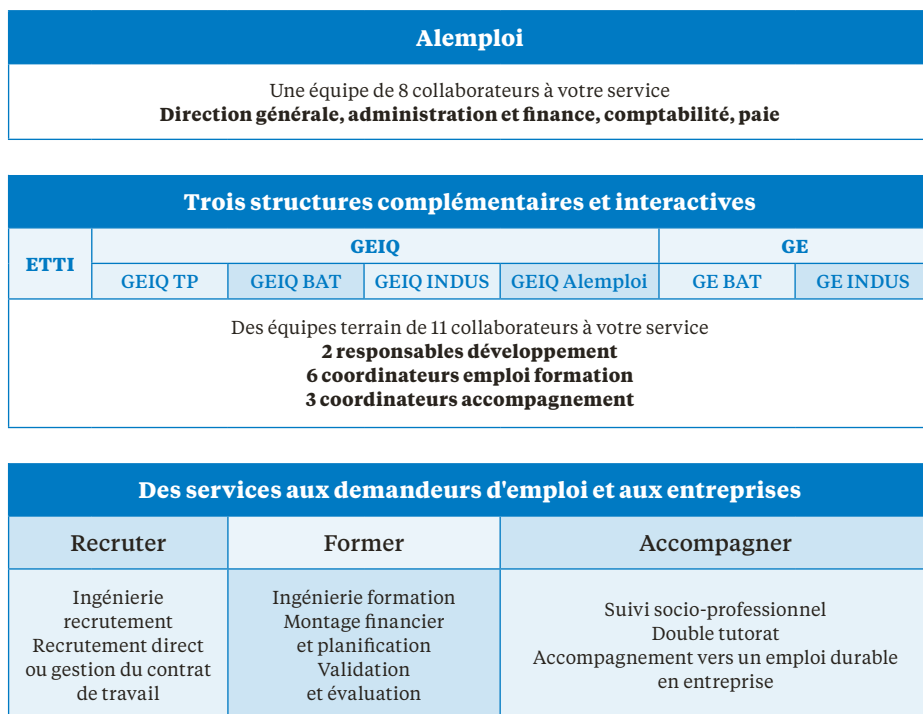 Alemploi
Une équipe de 8 collaborateurs à votre service
Direction générale, administration et finance, comptabilité, paie
Trois structures complémentaires et interactives
ETTI
GEIQ
GE
GEIQ TP
GEIQ BAT
GEIQ INDUS
GEIQ Alemploi
GE BAT
GE INDUS
Des équipes terrain de 11 collaborateurs à votre service
2 responsables développement
6 coordinateurs emploi formation
3 coordinateurs accompagnement
Des services aux demandeurs d'emploi et aux entreprises
Recruter
Former
Accompagner
Ingénierie
recrutement
Recrutement direct
ou gestion du contrat
de travail
Ingénierie formation
Montage financier
et planification
Validation
et évaluation
Suivi socio-professionnel
Double tutorat
Accompagnement vers un emploi durable
en entreprise